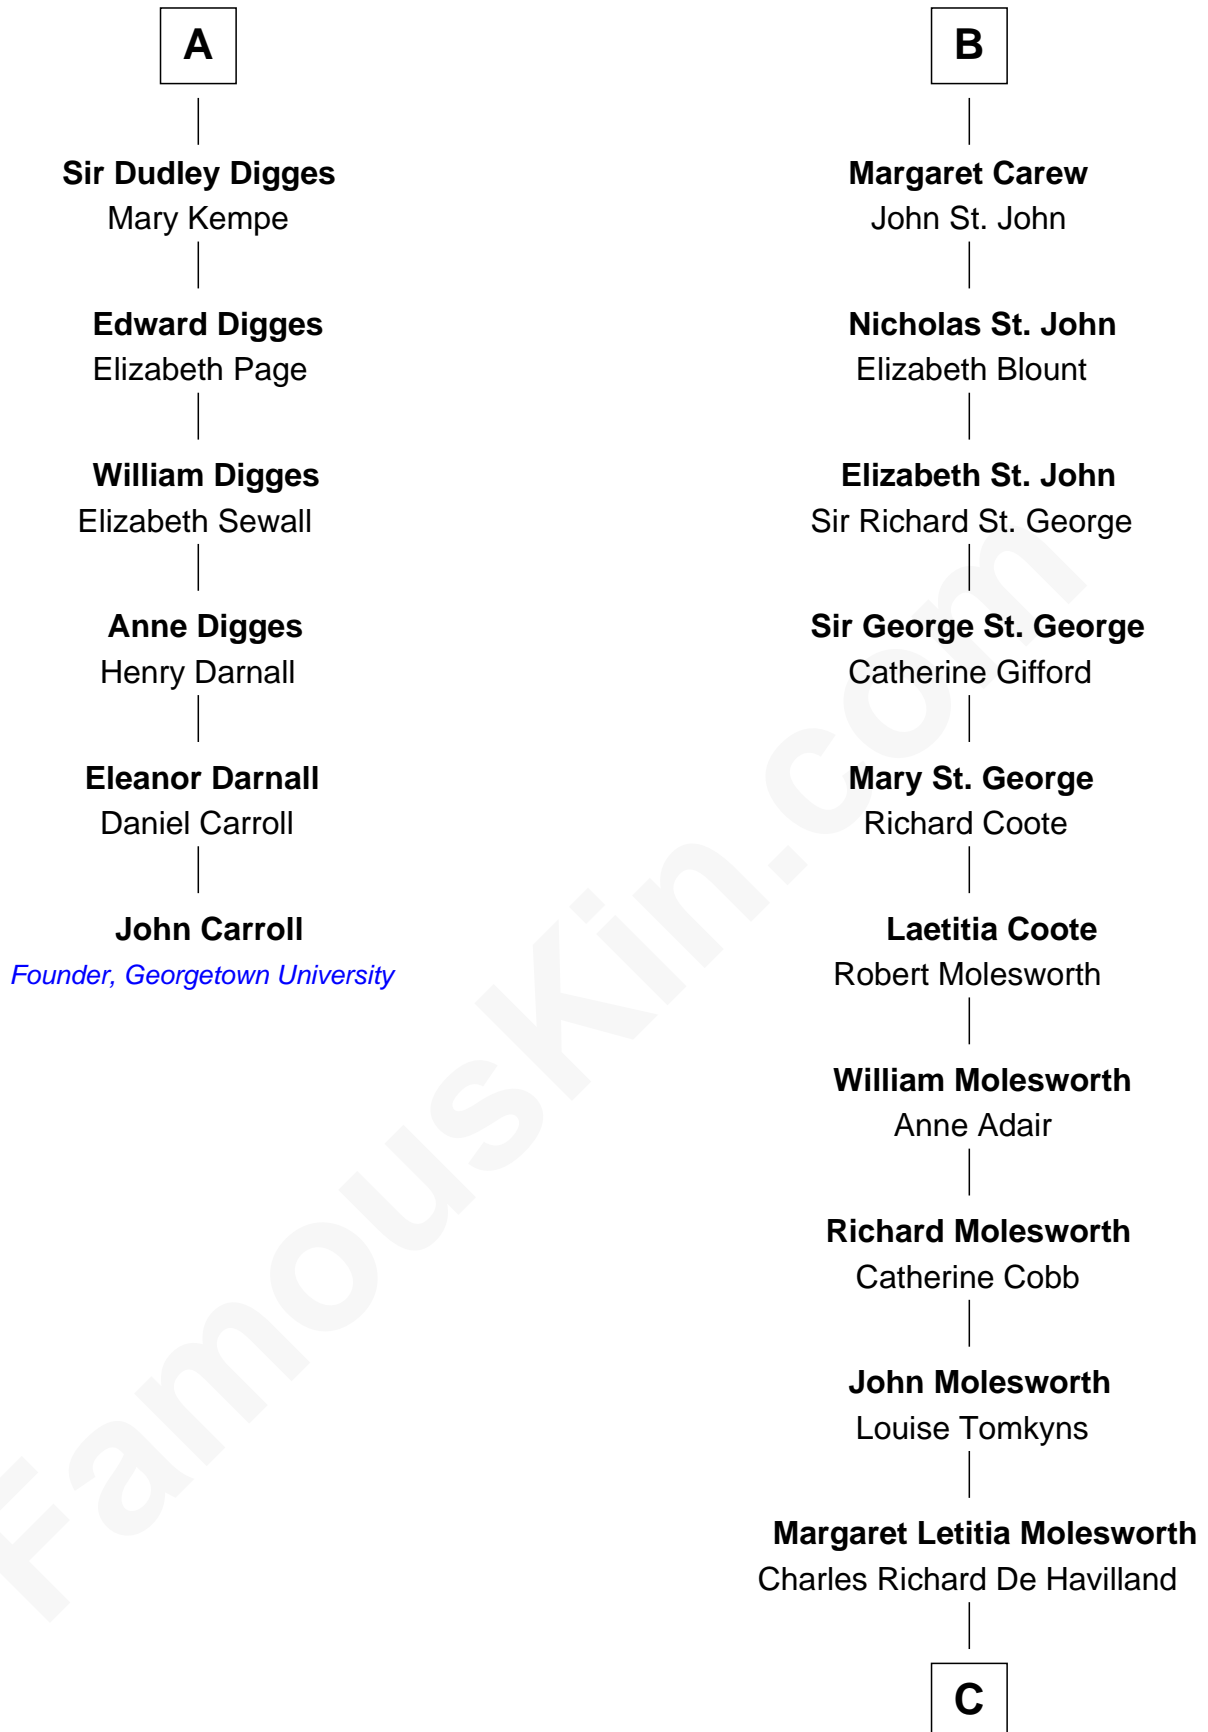 A
Sir Dudley Digges
Mary Kempe
Edward Digges
Elizabeth Page
William Digges
Elizabeth Sewall
Anne Digges
Henry Darnall
Eleanor Darnall
Daniel Carroll
John Carroll
Founder, Georgetown University
B
Margaret Carew
John St. John
Nicholas St. John
Elizabeth Blount
Elizabeth St. John
Sir Richard St. George
Sir George St. George
Catherine Gifford
Mary St. George
Richard Coote
Laetitia Coote
Robert Molesworth
William Molesworth
Anne Adair
Richard Molesworth
Catherine Cobb
John Molesworth
Louise Tomkyns
Margaret Letitia Molesworth
Charles Richard De Havilland
C
FamousKin.com